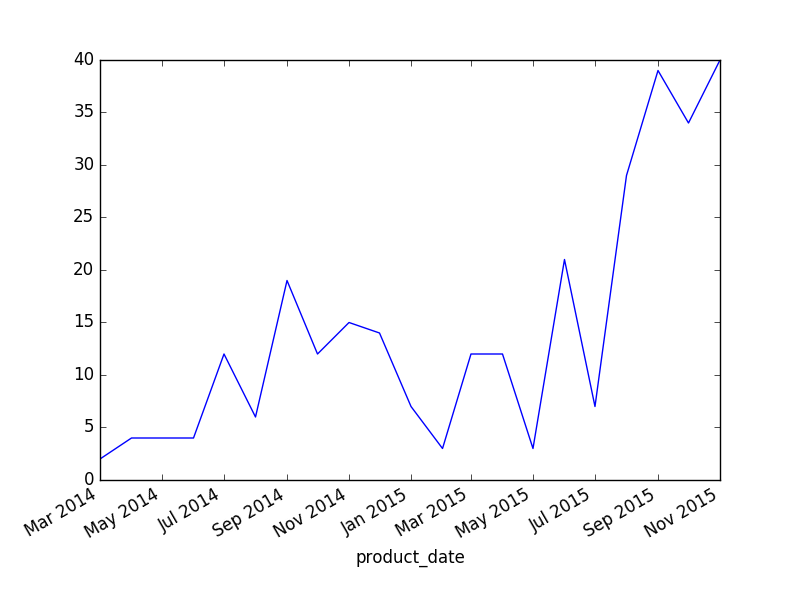 40
35
30
25
20
15
10
5
0
Mar 2014
May 2014
Jul 2014
Sep 2014
Nov 2014
Jan 2015
Mar 2015
May 2015
Jul 2015
Sep 2015
Nov 2015
product_date